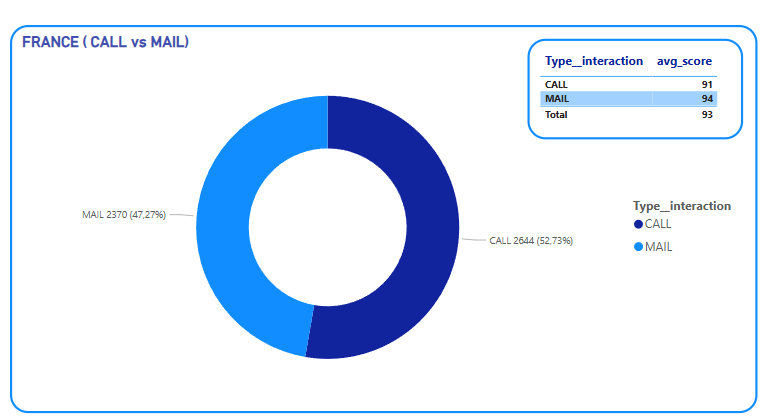 FRANCE ( CALL vs MAIL)
Type__interaction avg_score
CALL 91
MAIL 94
Total 93
MAIL 2370 (47,27%)
CALL 2644 (52,73%)
Type__interaction
CALL
MAIL